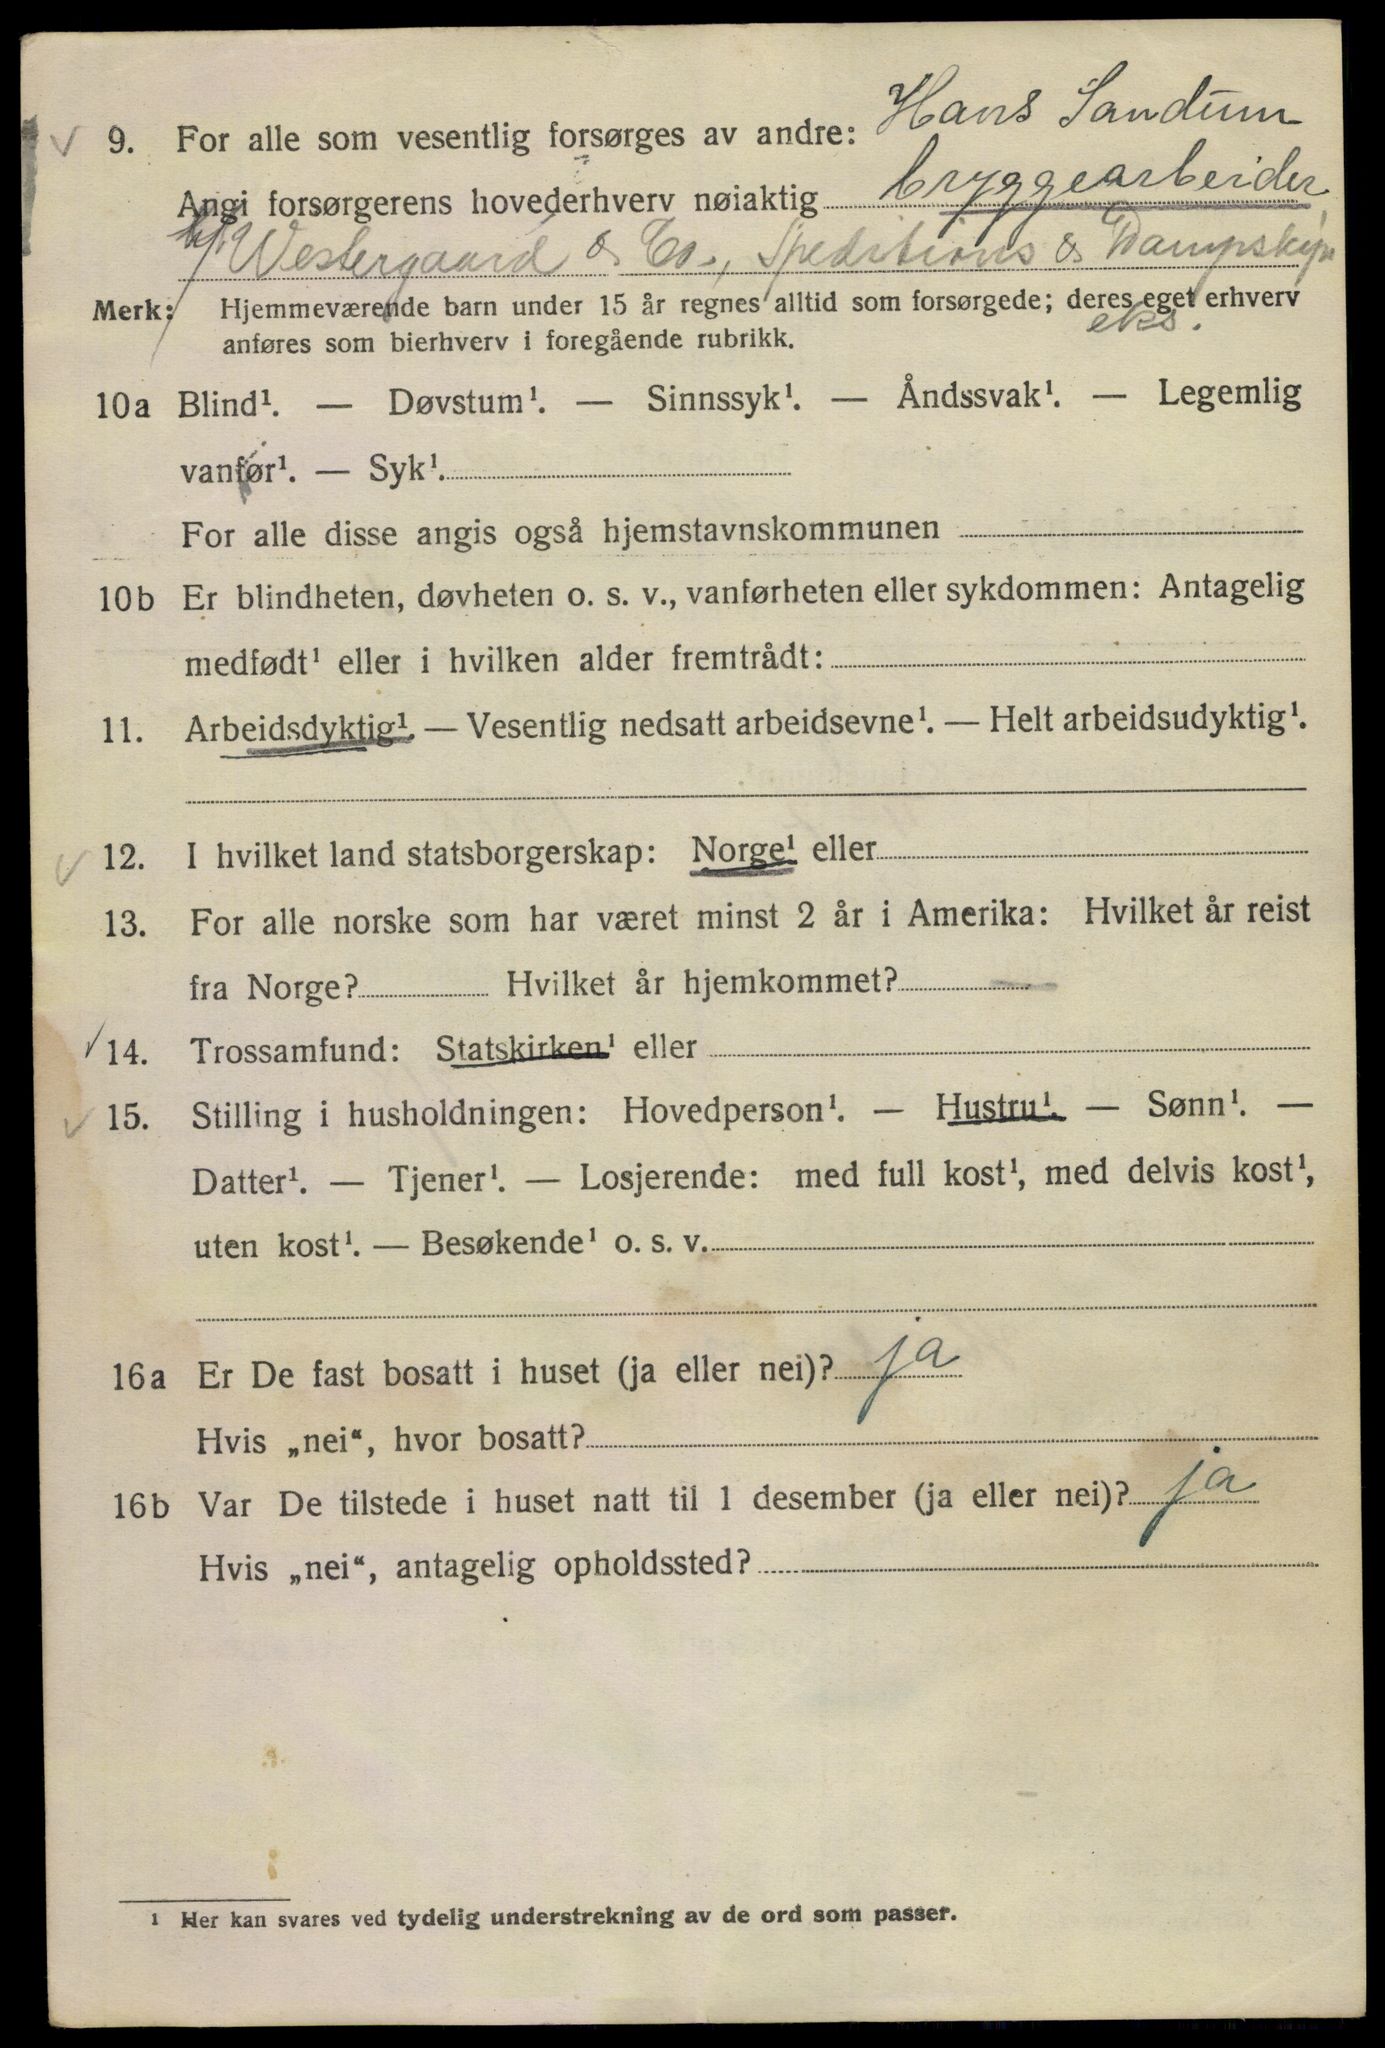 9. For alle som vesentlig forsørges av andre: Hans Sandum
Angi forsørgerens hovederhverv nøiaktig bryggearbeider
Westergaard & Co., Speditions & Dampskips
Merk: Hjemmeværende barn under 15 år regnes alltid som forsørgede; deres eget erhverv
eks.
anføres som bierhverv i foregående rubrikk.
10a Blind¹. — Døvstum¹. — Sinnssyk¹. — Åndssvak¹. — Legemlig
vanfør¹. — Syk¹.
For alle disse angis også hjemstavnskommunen
10b Er blindheten, døvheten o. s. v., vanførheten eller sykdommen: Antagelig
medfødt¹ eller i hvilken alder fremtrådt:
11. Arbeidsdyktig¹. — Vesentlig nedsatt arbeidsevne¹. — Helt arbeidsudyktig¹.
12. I hvilket land statsborgerskap: Norge¹ eller
13. For alle norske som har været minst 2 år i Amerika: Hvilket år reist
fra Norge? Hvilket år hjemkommet? —
14. Trossamfund: Statskirken¹ eller
15. Stilling i husholdningen: Hovedperson¹. — Hustru¹. — Sønn¹. —
Datter¹. — Tjener¹. — Losjerende: med full kost¹, med delvis kost¹,
uten kost¹. — Besøkende¹ o. s. v.
16a Er De fast bosatt i huset (ja eller nei)? ja
Hvis „nei“, hvor bosatt?
16b Var De tilstede i huset natt til 1 desember (ja eller nei)? ja
Hvis „nei“, antagelig opholdssted?
¹ Her kan svares ved tydelig understrekning av de ord som passer.